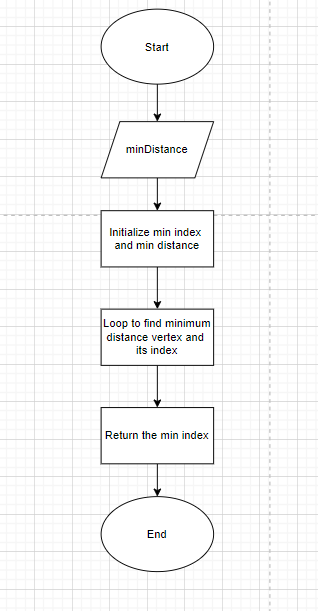 Start
minDistance
Initialize min index
and min distance
Loop to find minimum
distance vertex and
its index
Return the min index
End